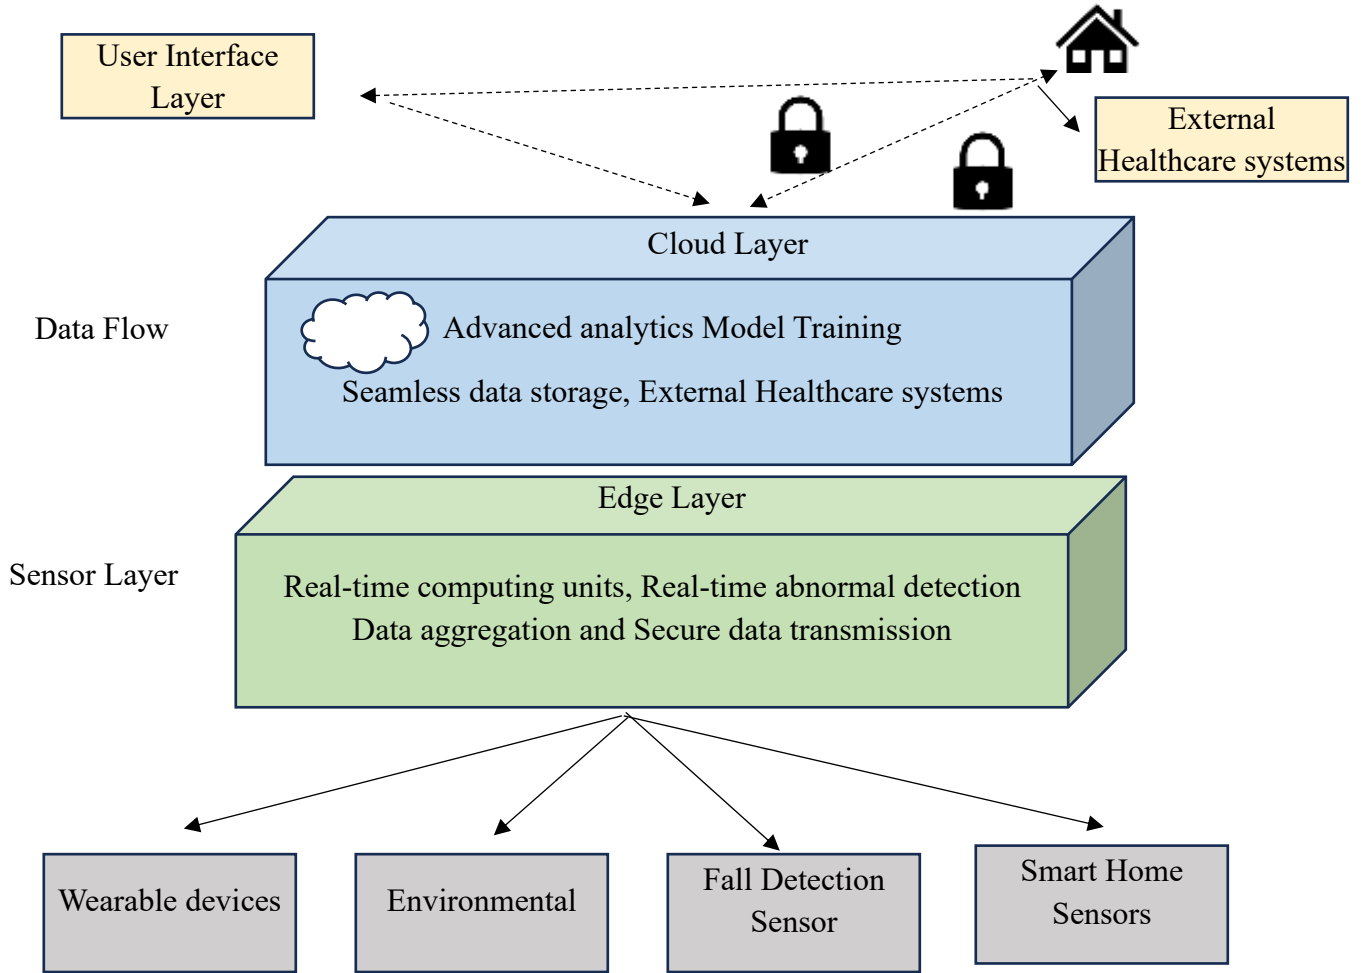 User Interface
Layer
External
Healthcare systems
Cloud Layer
Data Flow
Advanced analytics Model Training
Seamless data storage, External Healthcare systems
Edge Layer
Sensor Layer
Real-time computing units, Real-time abnormal detection
Data aggregation and Secure data transmission
Wearable devices
Environmental
Fall Detection
Sensor
Smart Home
Sensors